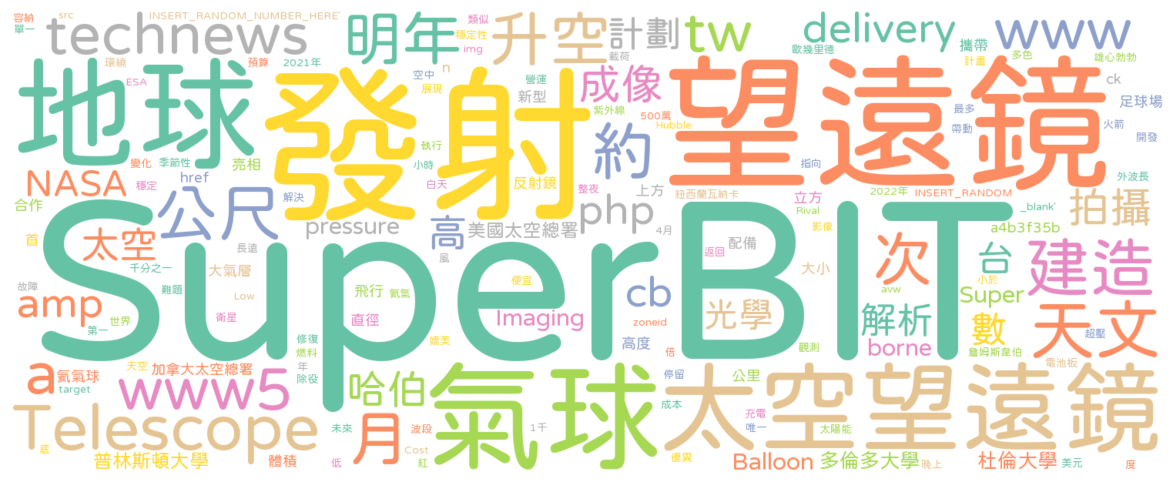 容納 src INSERT_RANDOM_NUMBER_HERE' 類似 delivery www
單一 technews 明年 升空 計劃 tw 歐幾里德 攜帶 多色 雄心勃勃
穩定性 img 載荷 計畫
環繞 預算 2021年 空中 n 營運 成像 望遠鏡 ck
地球 ESA 發射 展現 新型 紫外線 500萬 最多 足球場
Hubble 帶動 火箭 開發
變化 季節性 亮相 執行 約
NASA 穩定 href 小時 白天 反射鏡 整夜 上方 紐西蘭瓦納卡 指向 2022年 INSERT_RANDOM 外波長
合作 公尺 解決 php 立方 Rival _blank' 拍攝
首 太空 pressure 高 美國太空總署 4月 影像 a4b3f35b
SuperBIT
長遠 風 返回 配備 次 台 建造
千分之一 大氣層 便宜 大小 小於
故障 amp 難題 Low 飛行 氦氣 cb avw Super
第一 世界 衛星 直徑 Imaging zoneid 光學 解析 數 天文 超壓
修復 高度 觀測 borne 詹姆斯韋伯
天空 加拿大太空總署 燃料 媲美 倍 電池板
a 氦氣球 年 除役 哈伯 氣球 停留 公里 太空望遠鏡
target www5 成本 充電
Telescope 未來 月 波段 1千 唯一 太陽能
底 Cost 優異
普林斯頓大學 體積 低 紅 Balloon 多倫多大學 晚上 杜倫大學 美元 度